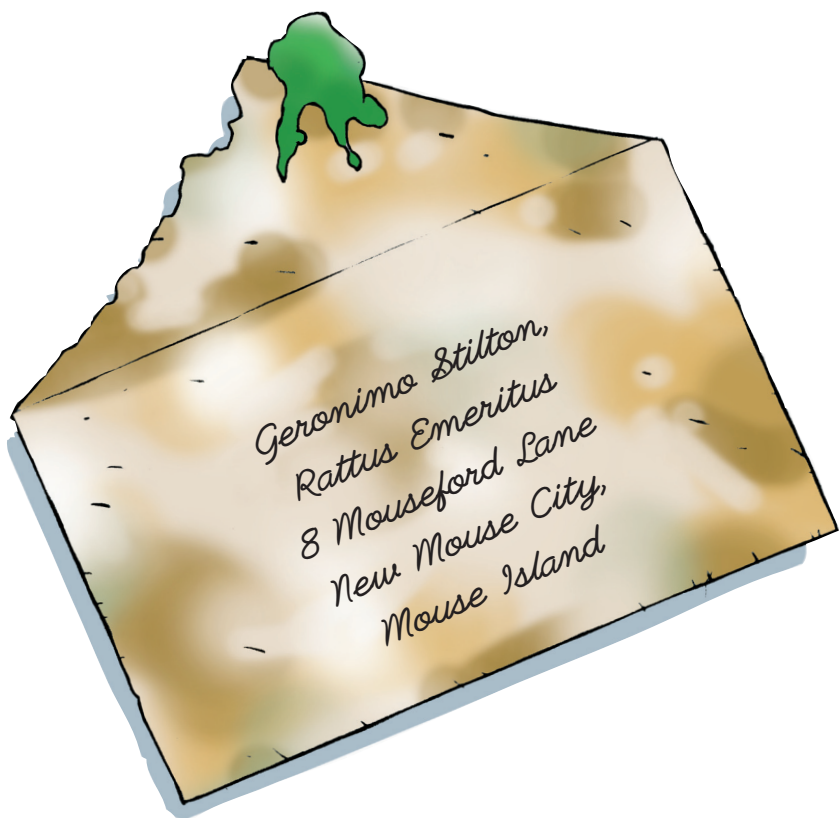 Geronimo Stilton,
Rattus Emeritus
8 Mouseford Lane
New Mouse City,
Mouse Island